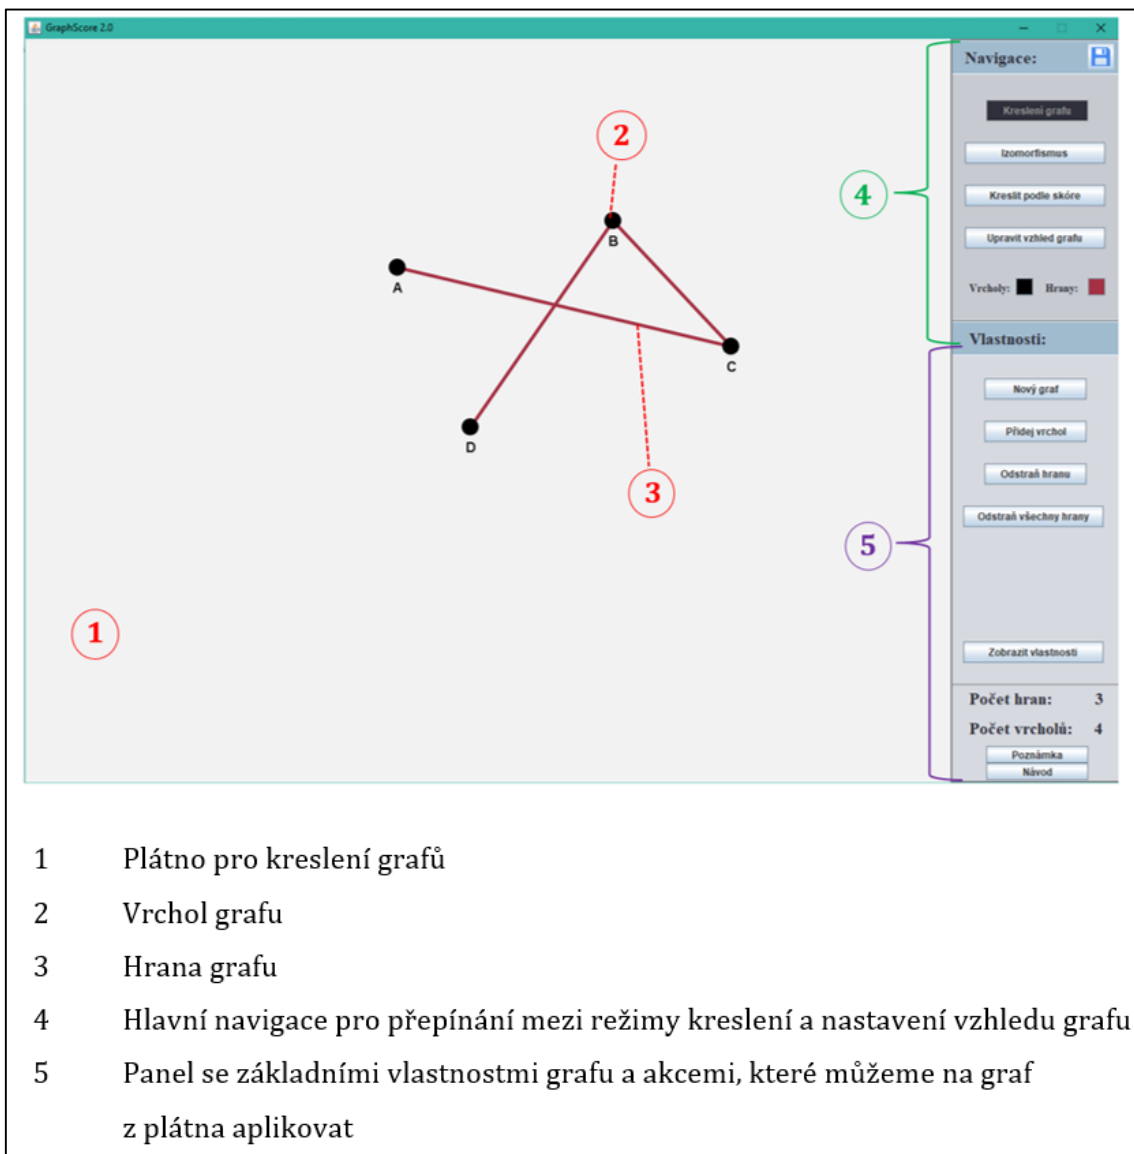 GraphScore 2.0
Navigace:
Kreslení grafu
Izomorfismus
Kreslit podle skóre
Upravit vzhled grafu
Vrcholy: Hrany:
2
B
A
C
D
3
1
4
Vlastnosti:
Nový graf
Přidej vrchol
Odstraň hranu
Odstraň všechny hrany
5
Zobrazit vlastnosti
Počet hran: 3
Počet vrcholů: 4
Poznámka
Návod
1 Plátno pro kreslení grafů
2 Vrchol grafu
3 Hrana grafu
4 Hlavní navigace pro přepínání mezi režimy kreslení a nastavení vzhledu grafu
5 Panel se základními vlastnostmi grafu a akcemi, které můžeme na graf
z plátna aplikovat